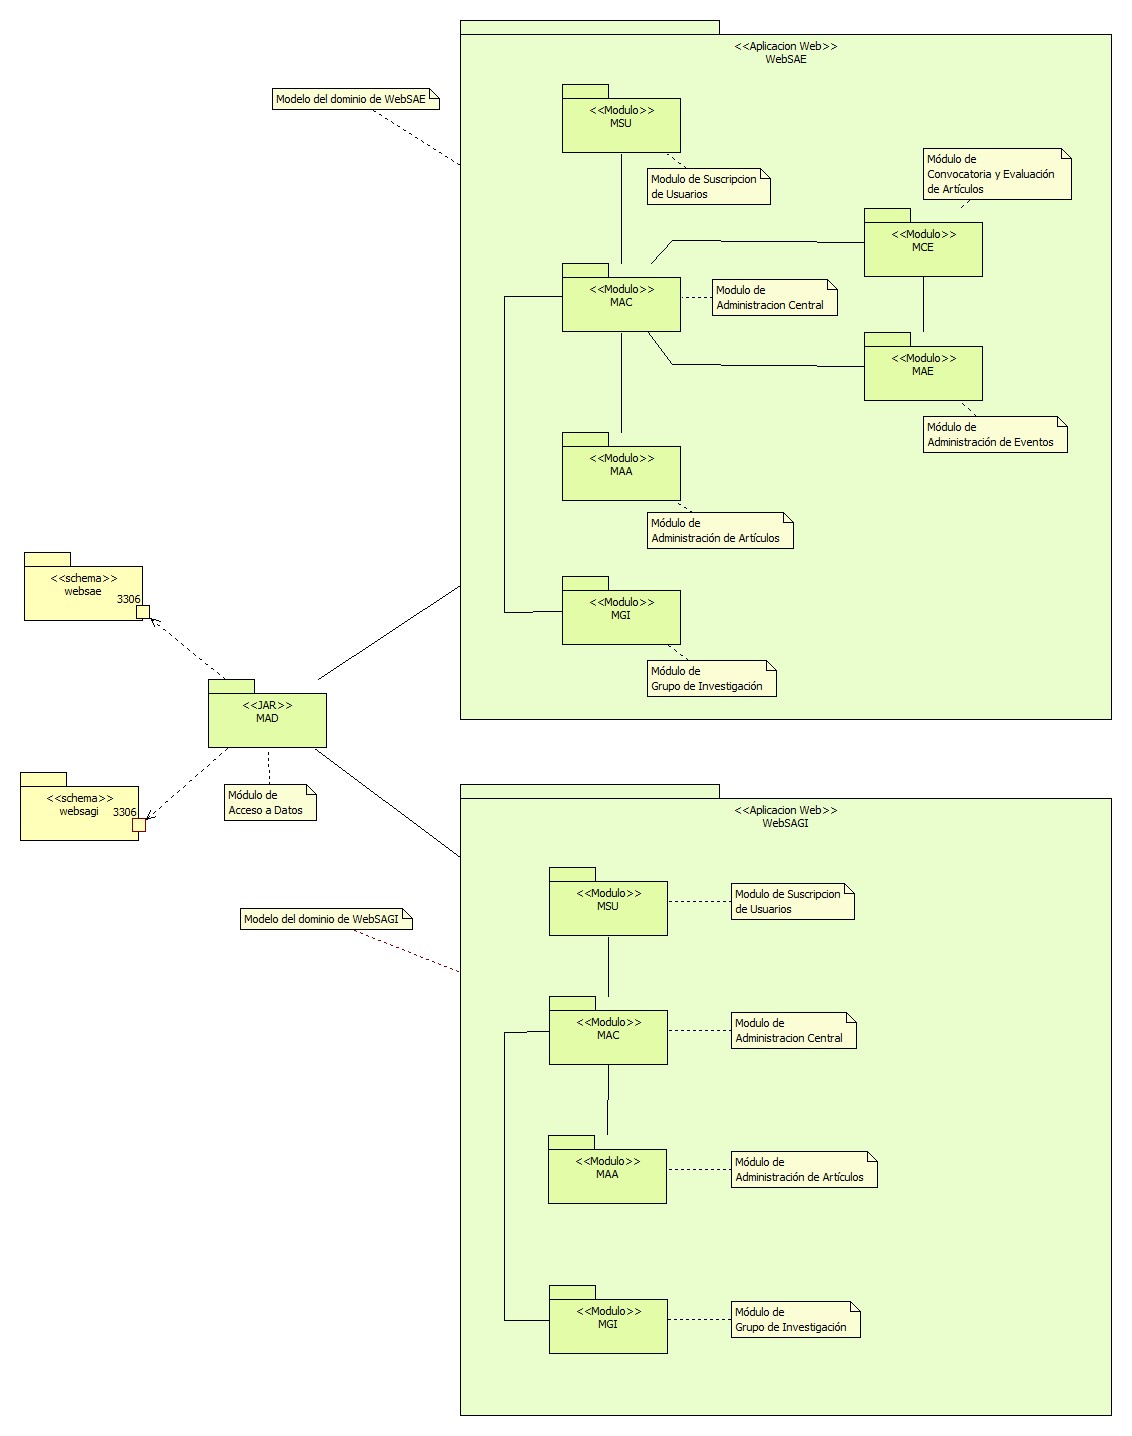 <<Aplicacion Web>>
WebSAE
Modelo del dominio de WebSAE
<<Modulo>>
MSU
Modulo de Suscripcion
de Usuarios
Módulo de
Convocatoria y Evaluación
de Artículos
<<Modulo>>
MCE
<<Modulo>>
MAC
Modulo de
Administracion Central
<<Modulo>>
MAE
Módulo de
Administración de Eventos
<<Modulo>>
MAA
Módulo de
Administración de Artículos
<<Modulo>>
MGI
Módulo de
Grupo de Investigación
<<schema>>
websae
3306
<<JAR>>
MAD
Módulo de
Acceso a Datos
<<schema>>
websagi
3306
<<Aplicacion Web>>
WebSAGI
Modelo del dominio de WebSAGI
<<Modulo>>
MSU
Modulo de Suscripcion
de Usuarios
<<Modulo>>
MAC
Modulo de
Administracion Central
<<Modulo>>
MAA
Módulo de
Administración de Artículos
<<Modulo>>
MGI
Módulo de
Grupo de Investigación